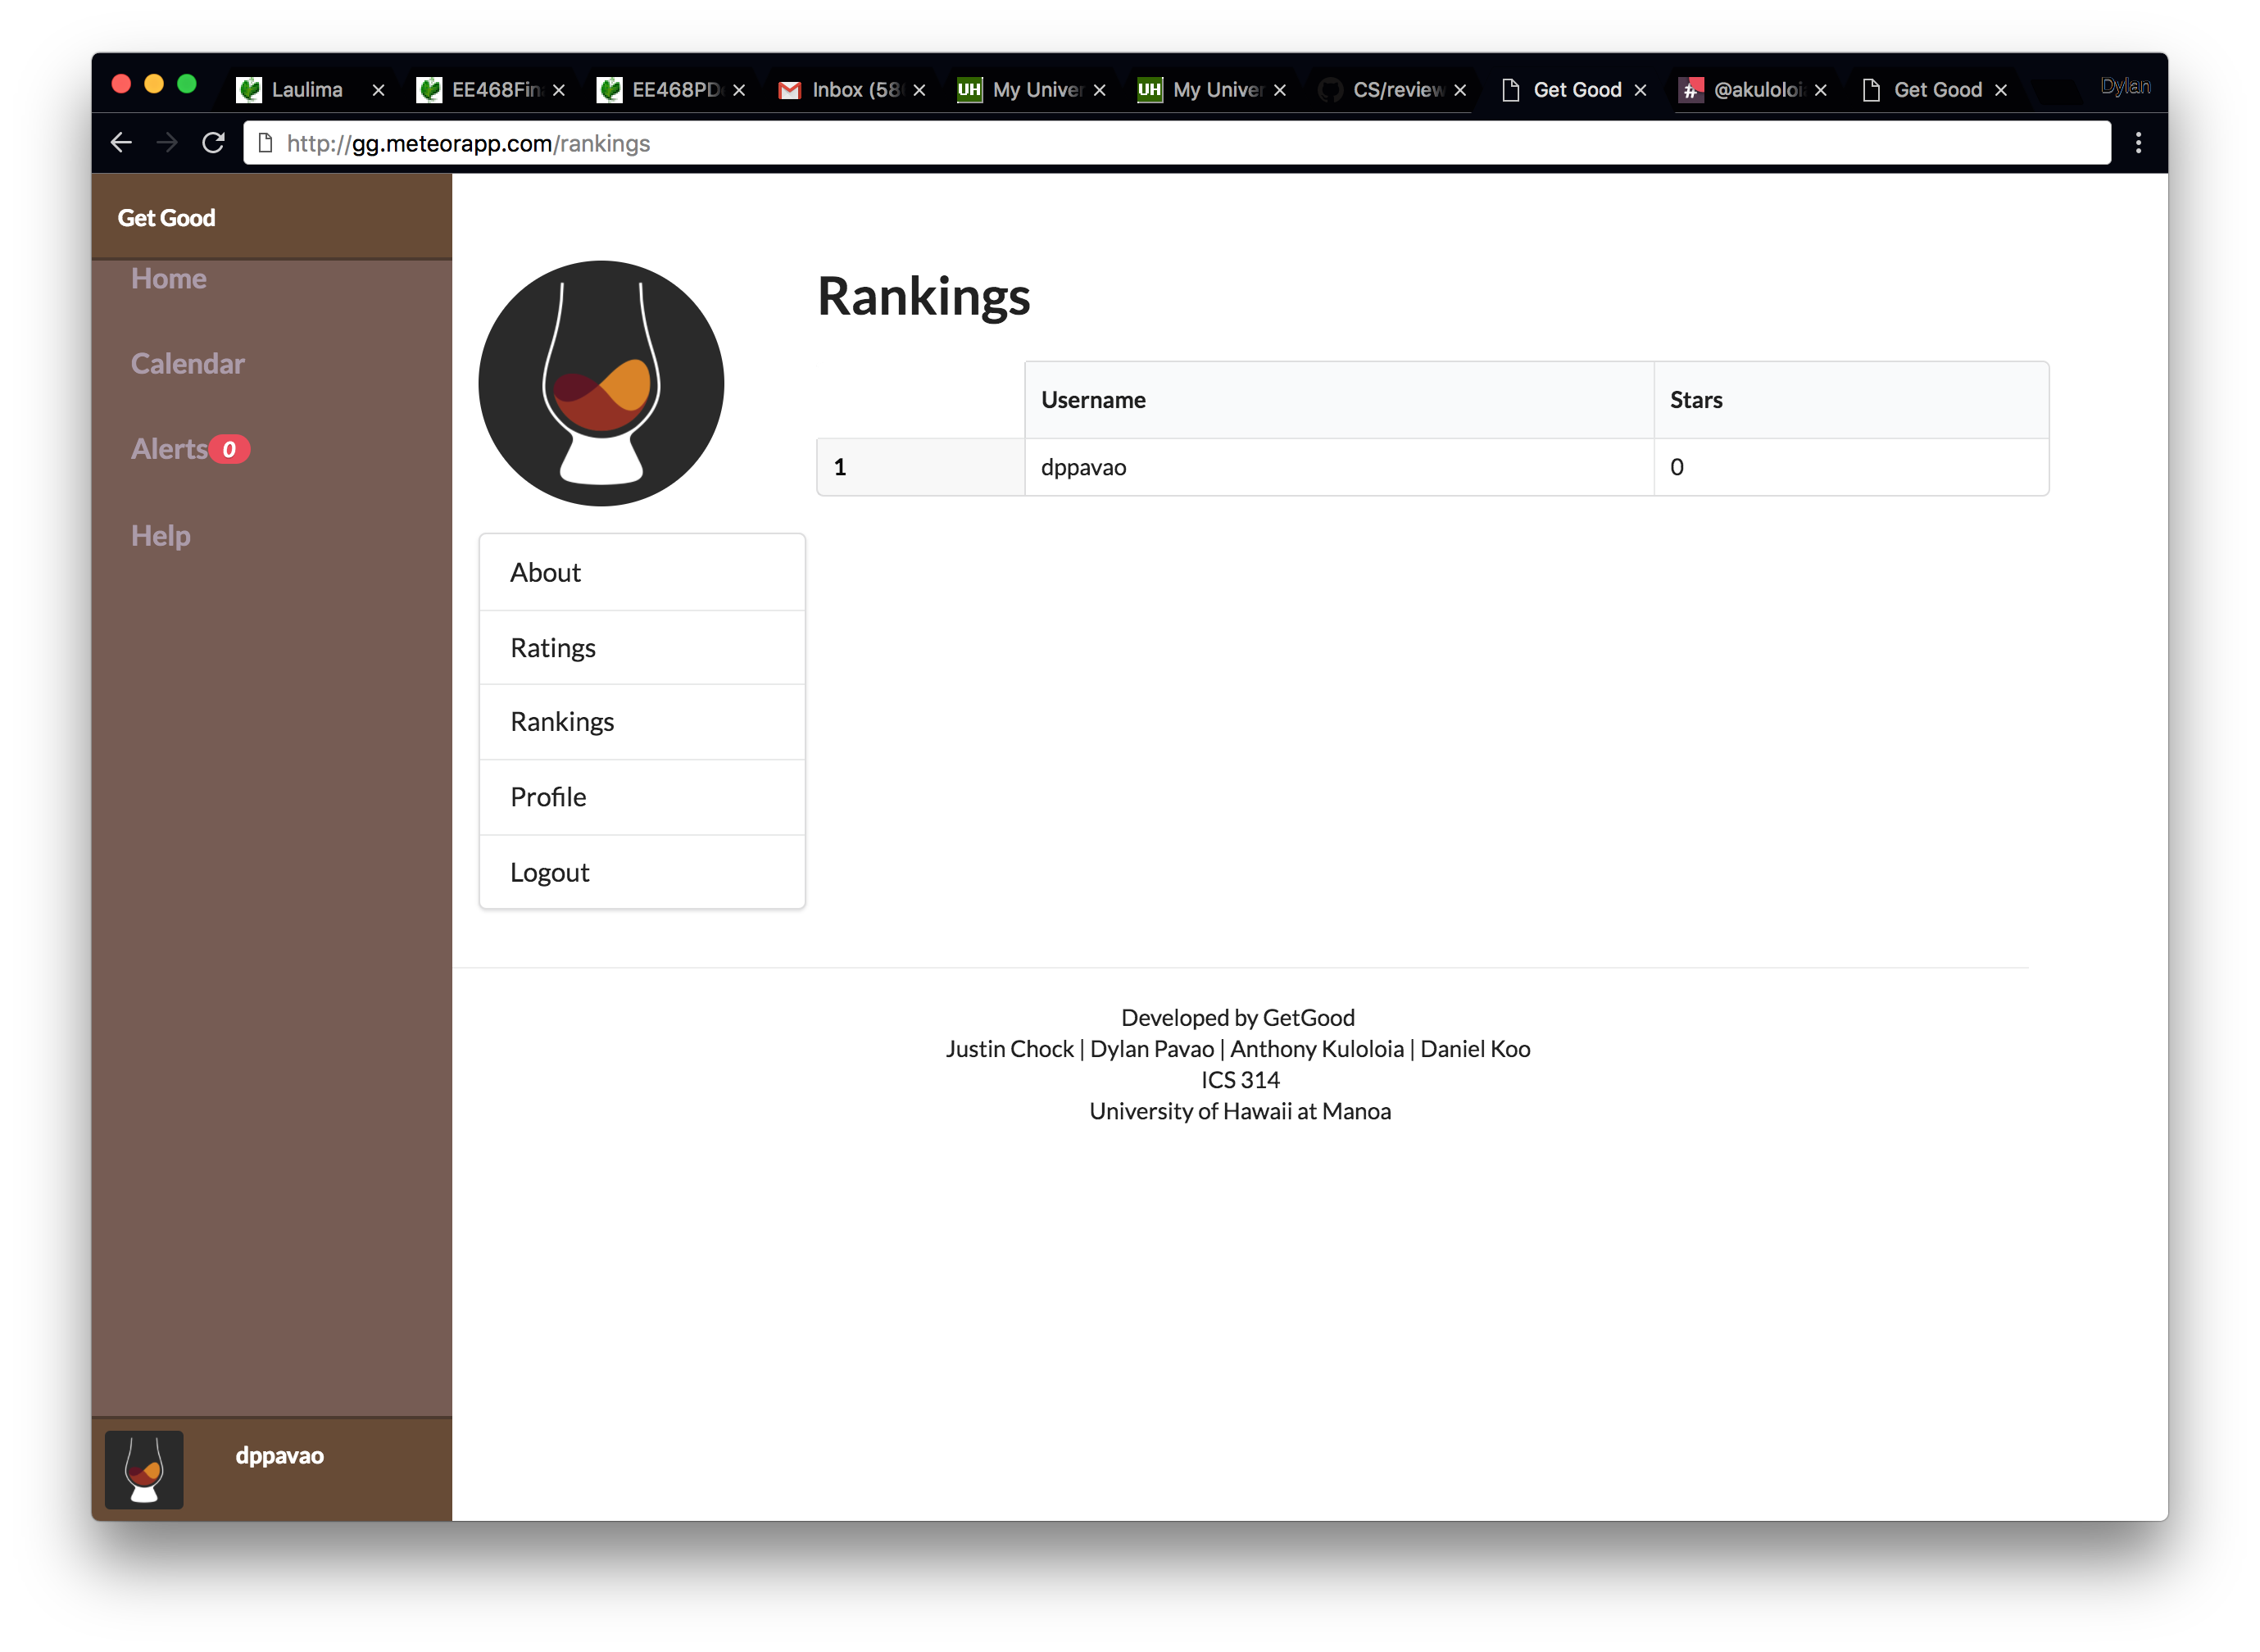 Laulima EE468Fin EE468PD Inbox (58 My Univer My Univer CS/review Get Good @akuloloi Get Good Dylan
http://gg.meteorapp.com/rankings
Get Good
Home
Calendar
Alerts 0
Help
Rankings
Username Stars
1 dppavao 0
About
Ratings
Rankings
Profile
Logout
Developed by GetGood
Justin Chock | Dylan Pavao | Anthony Kuloloia | Daniel Koo
ICS 314
University of Hawaii at Manoa
dppavao